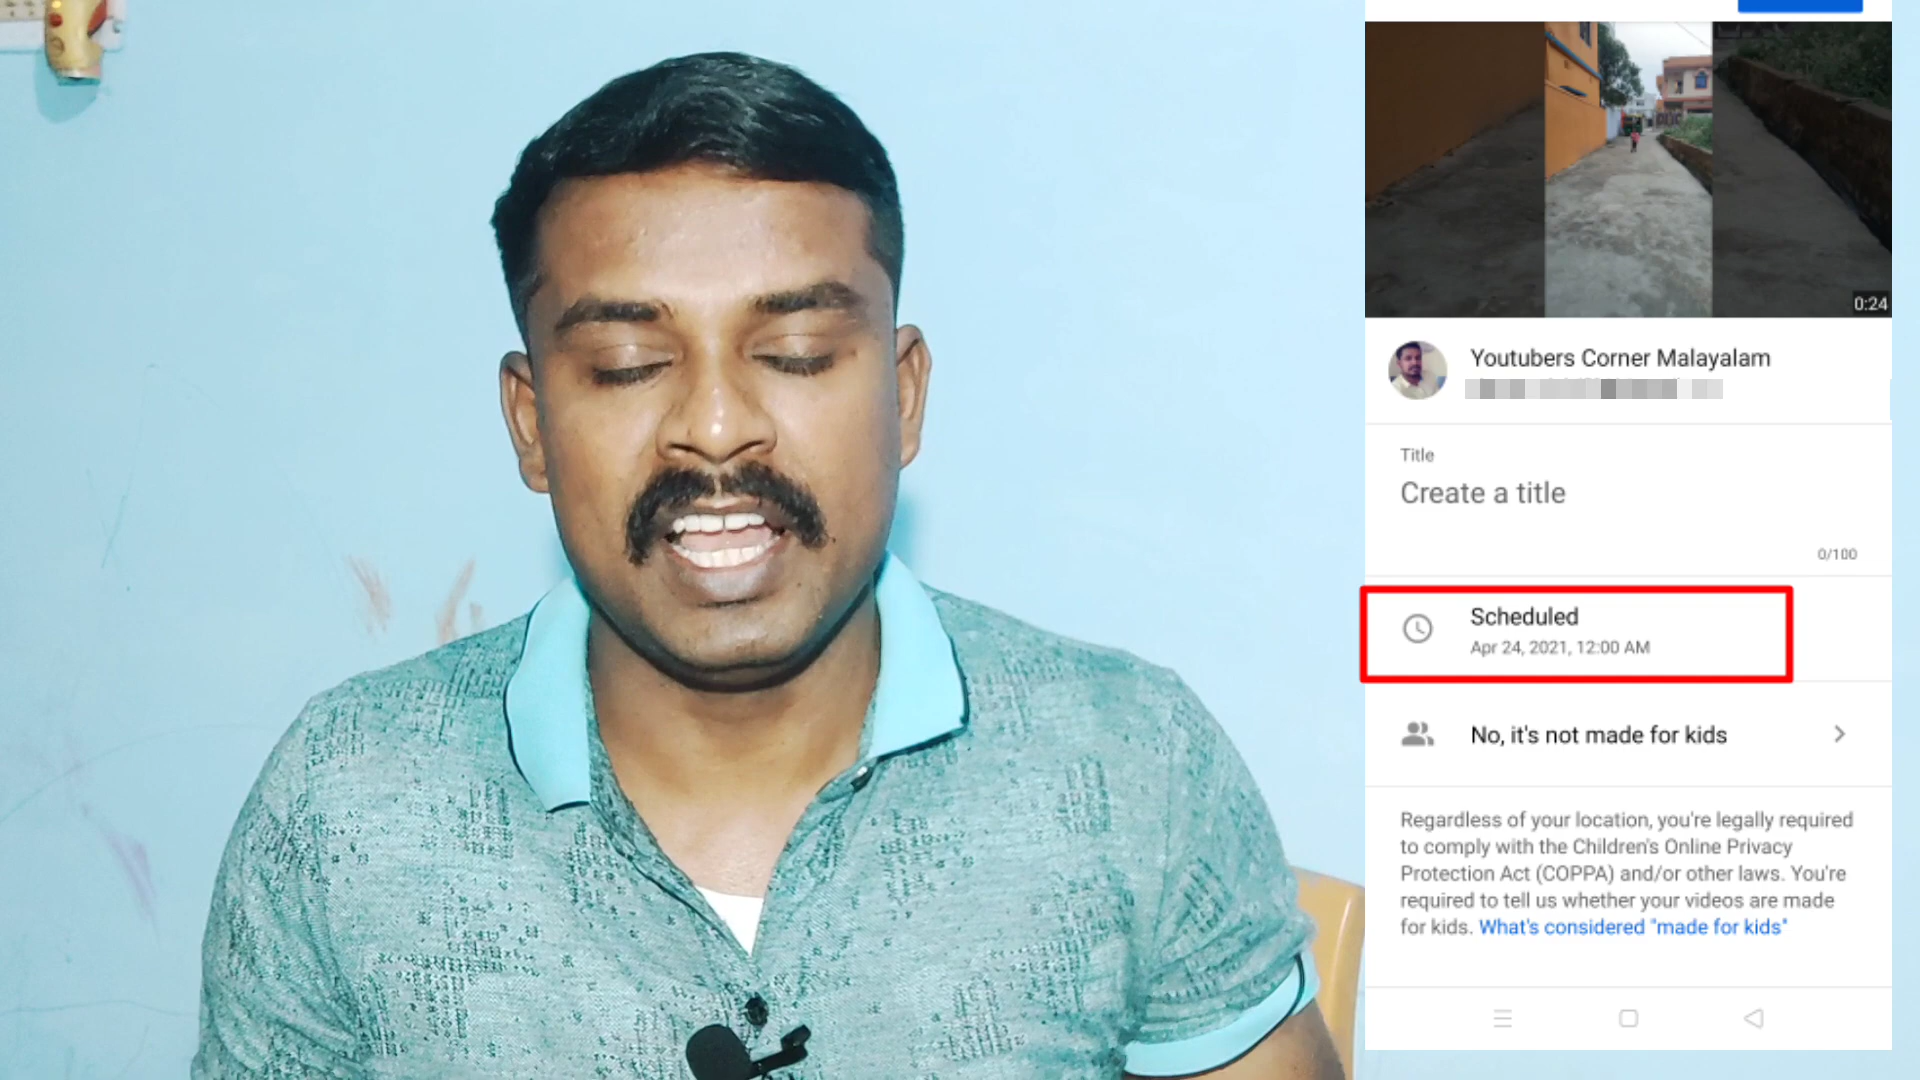 0:24
Youtubers Corner Malayalam
Title
Create a title
0/100
Scheduled
Apr 24, 2021, 12:00 AM
No, it's not made for kids
Regardless of your location, you're legally required
to comply with the Children's Online Privacy
Protection Act (COPPA) and/or other laws. You're
required to tell us whether your videos are made
for kids. What's considered "made for kids"